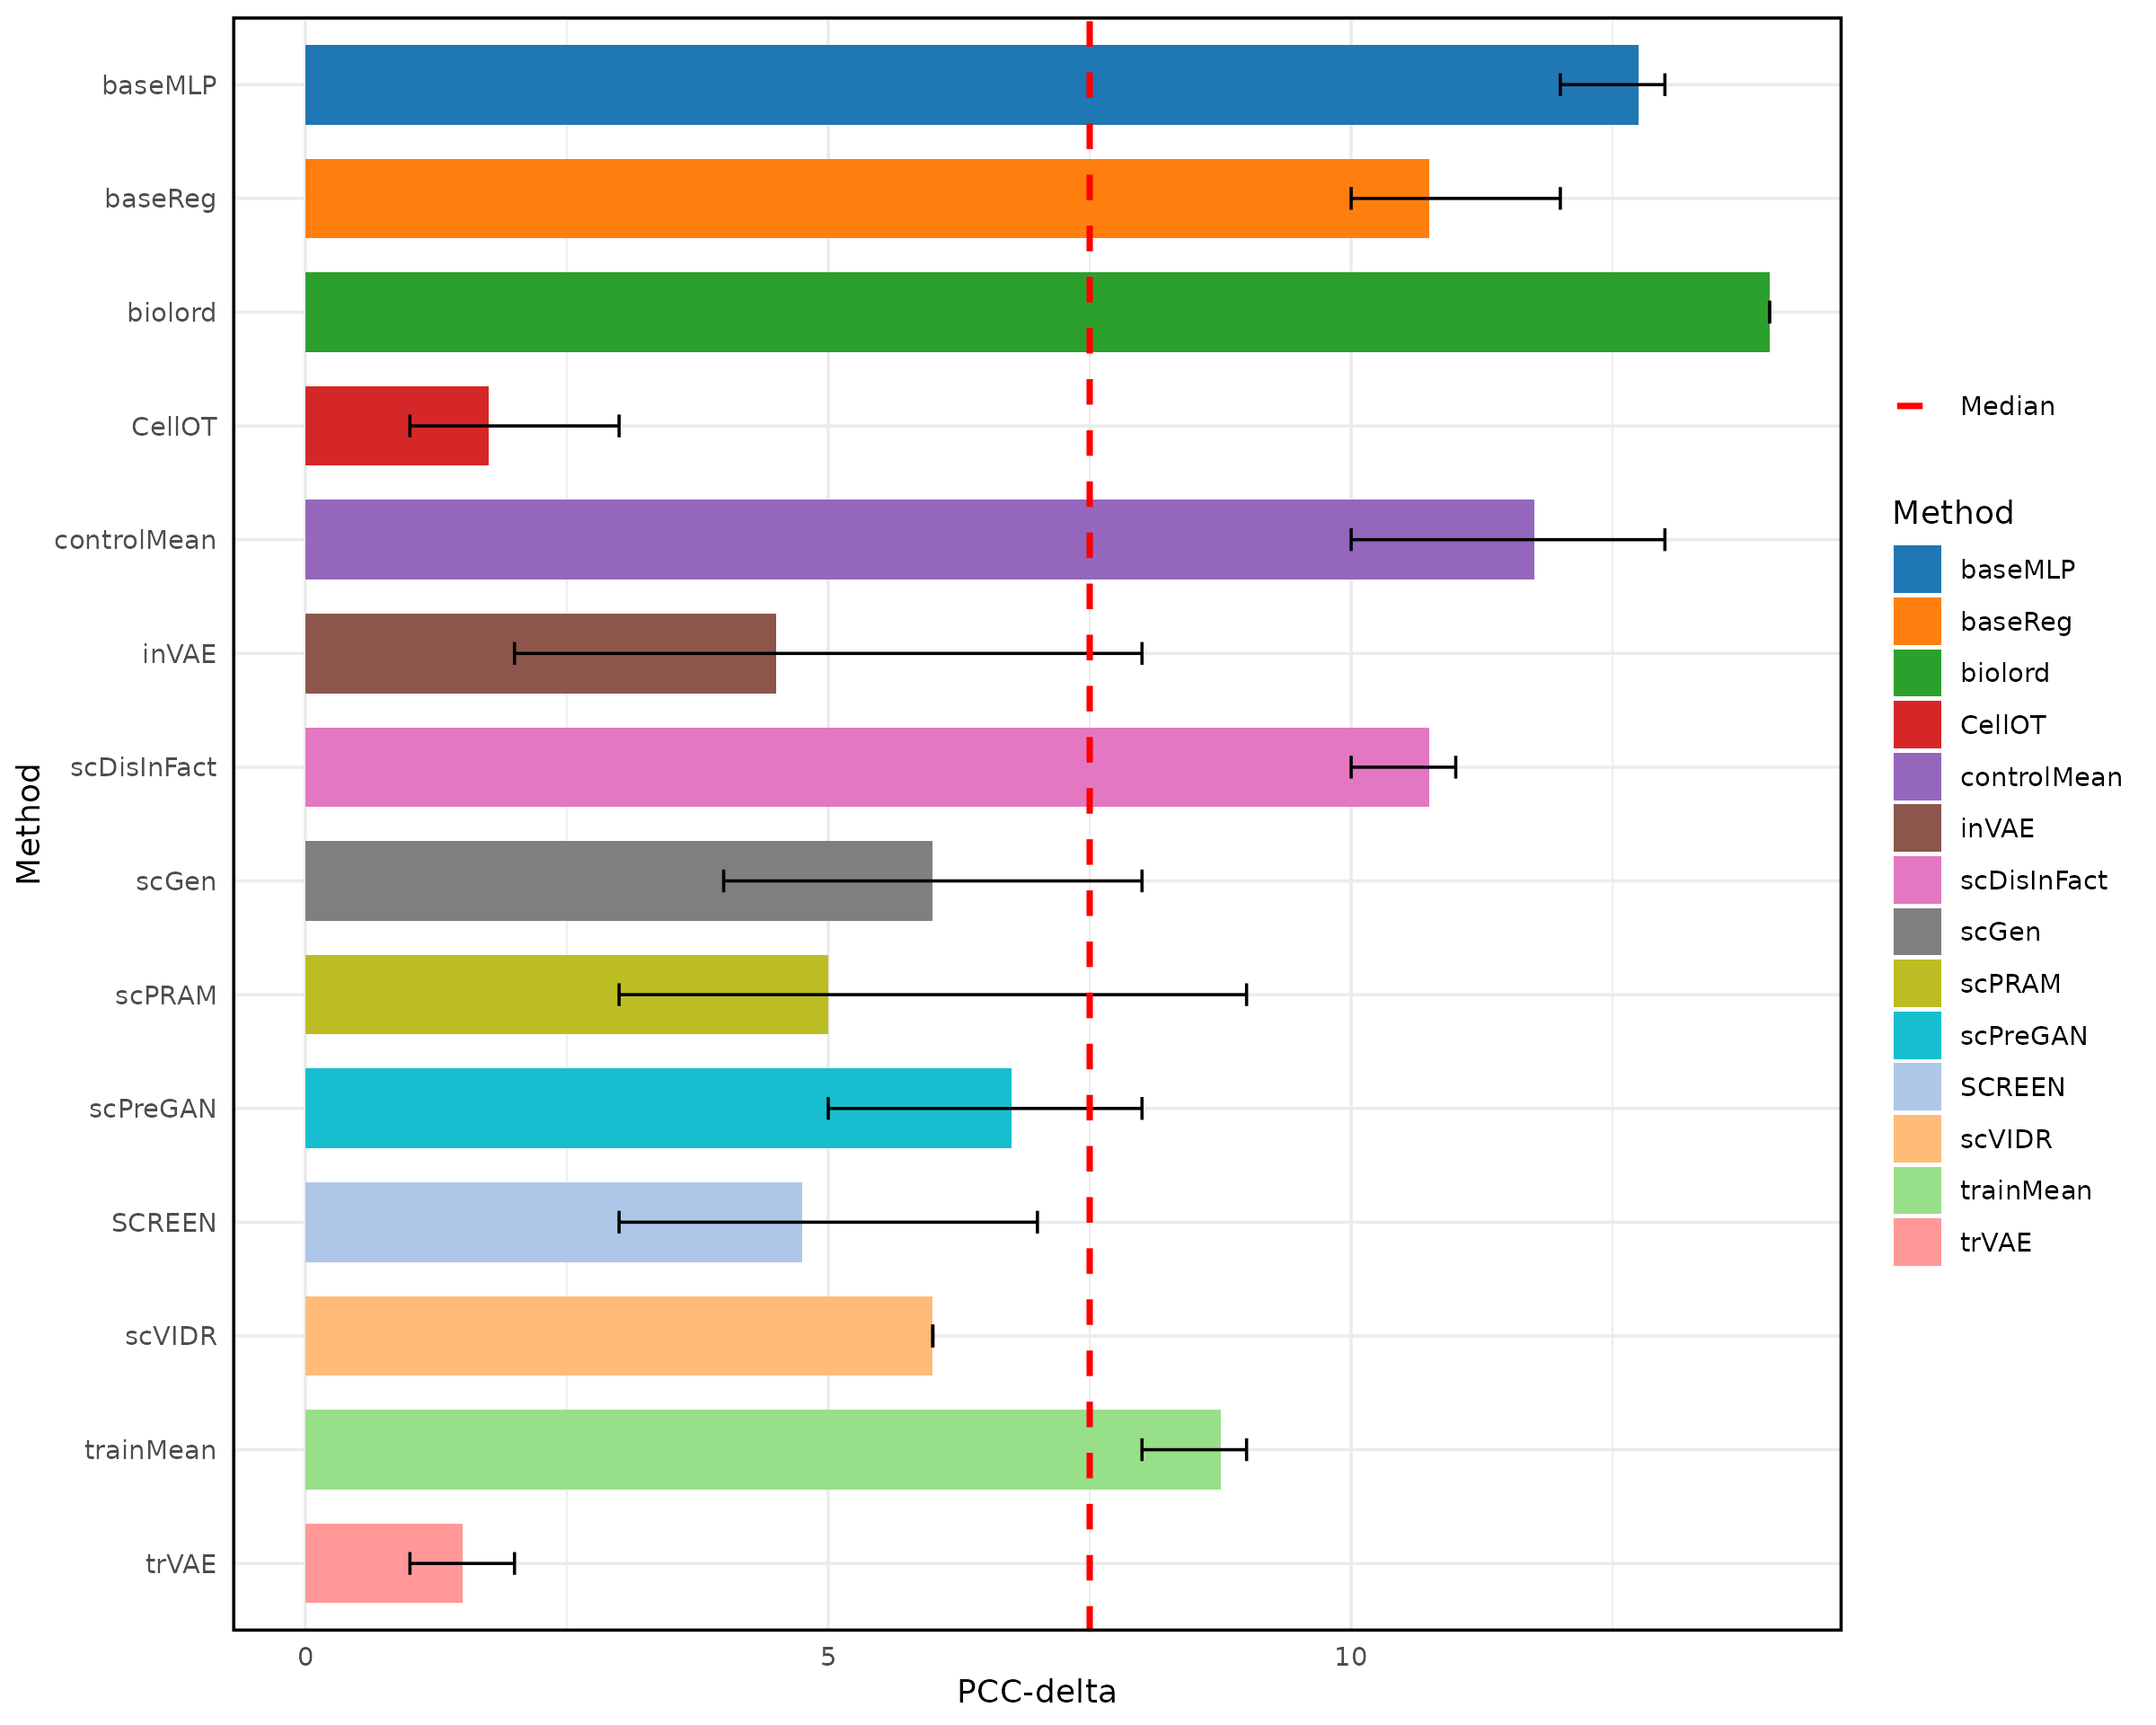 Method
baseMLP
baseReg
biolord
CellOT
controlMean
inVAE
scDisInFact
scGen
scPRAM
scPreGAN
SCREEN
scVIDR
trainMean
trVAE
0 5 10
PCC-delta
Median
Method
baseMLP
baseReg
biolord
CellOT
controlMean
inVAE
scDisInFact
scGen
scPRAM
scPreGAN
SCREEN
scVIDR
trainMean
trVAE